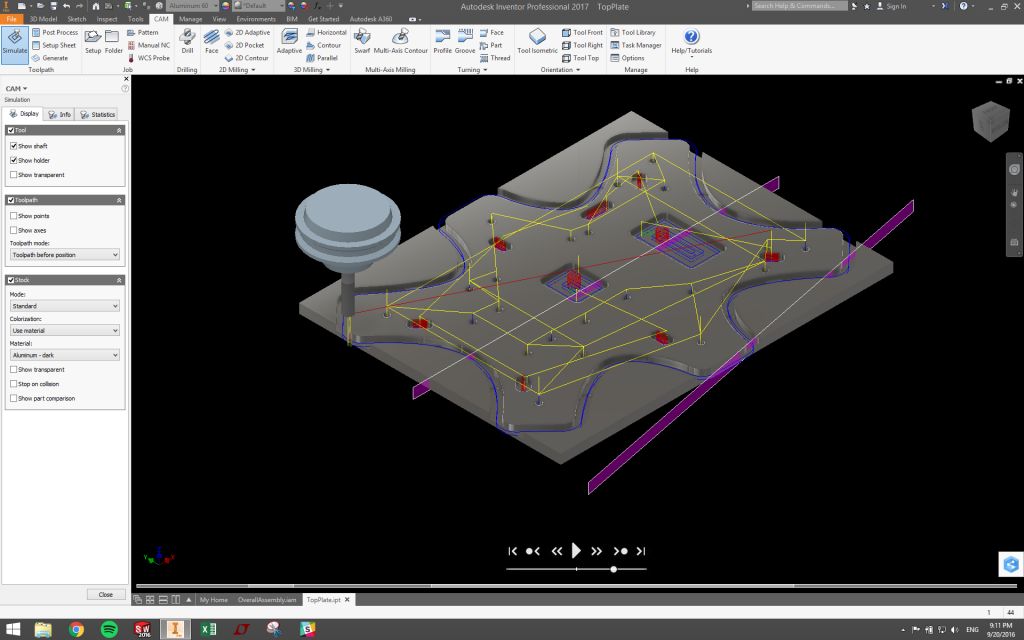 Aluminum 60 *Default Autodesk Inventor Professional 2017 TopPlate Search Help & Commands... Sign In
File 3D Model Sketch Inspect Tools CAM Manage View Environments BIM Get Started Autodesk A360
Simulate Post Process Setup Sheet Generate
Toolpath
Setup Folder Pattern Manual NC WCS Probe
Job
Drill
Drilling
Face 2D Adaptive 2D Pocket 2D Contour
2D Milling
Adaptive Horizontal Contour Parallel
3D Milling
Swarf Multi-Axis Contour
Multi-Axis Milling
Profile Groove Face Part Thread
Turning
Tool Isometric Tool Front Tool Right Tool Top
Orientation
Tool Library Task Manager Options
Manage
Help/Tutorials
Help
CAM
Simulation
Display Info Statistics
Tool
Show shaft
Show holder
Show transparent
Toolpath
Show points
Show axes
Toolpath mode:
Toolpath before position
Stock
Mode:
Standard
Colorization:
Use material
Material:
Aluminum - dark
Show transparent
Stop on collision
Show part comparison
Close
Y Z X
My Home OverallAssembly.iam TopPlate.ipt
1 44
SW 2016
ENG 9:11 PM
9/20/2016